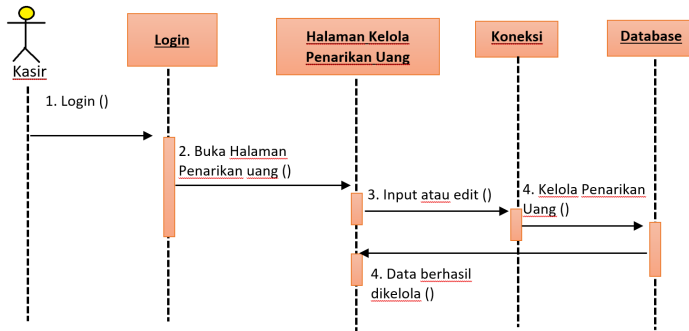 Kasir
Login
Halaman Kelola
Penarikan Uang
Koneksi
Database
1. Login ()
2. Buka Halaman
Penarikan uang ()
3. Input atau edit ()
4. Kelola Penarikan
Uang ()
4. Data berhasil
dikelola ()